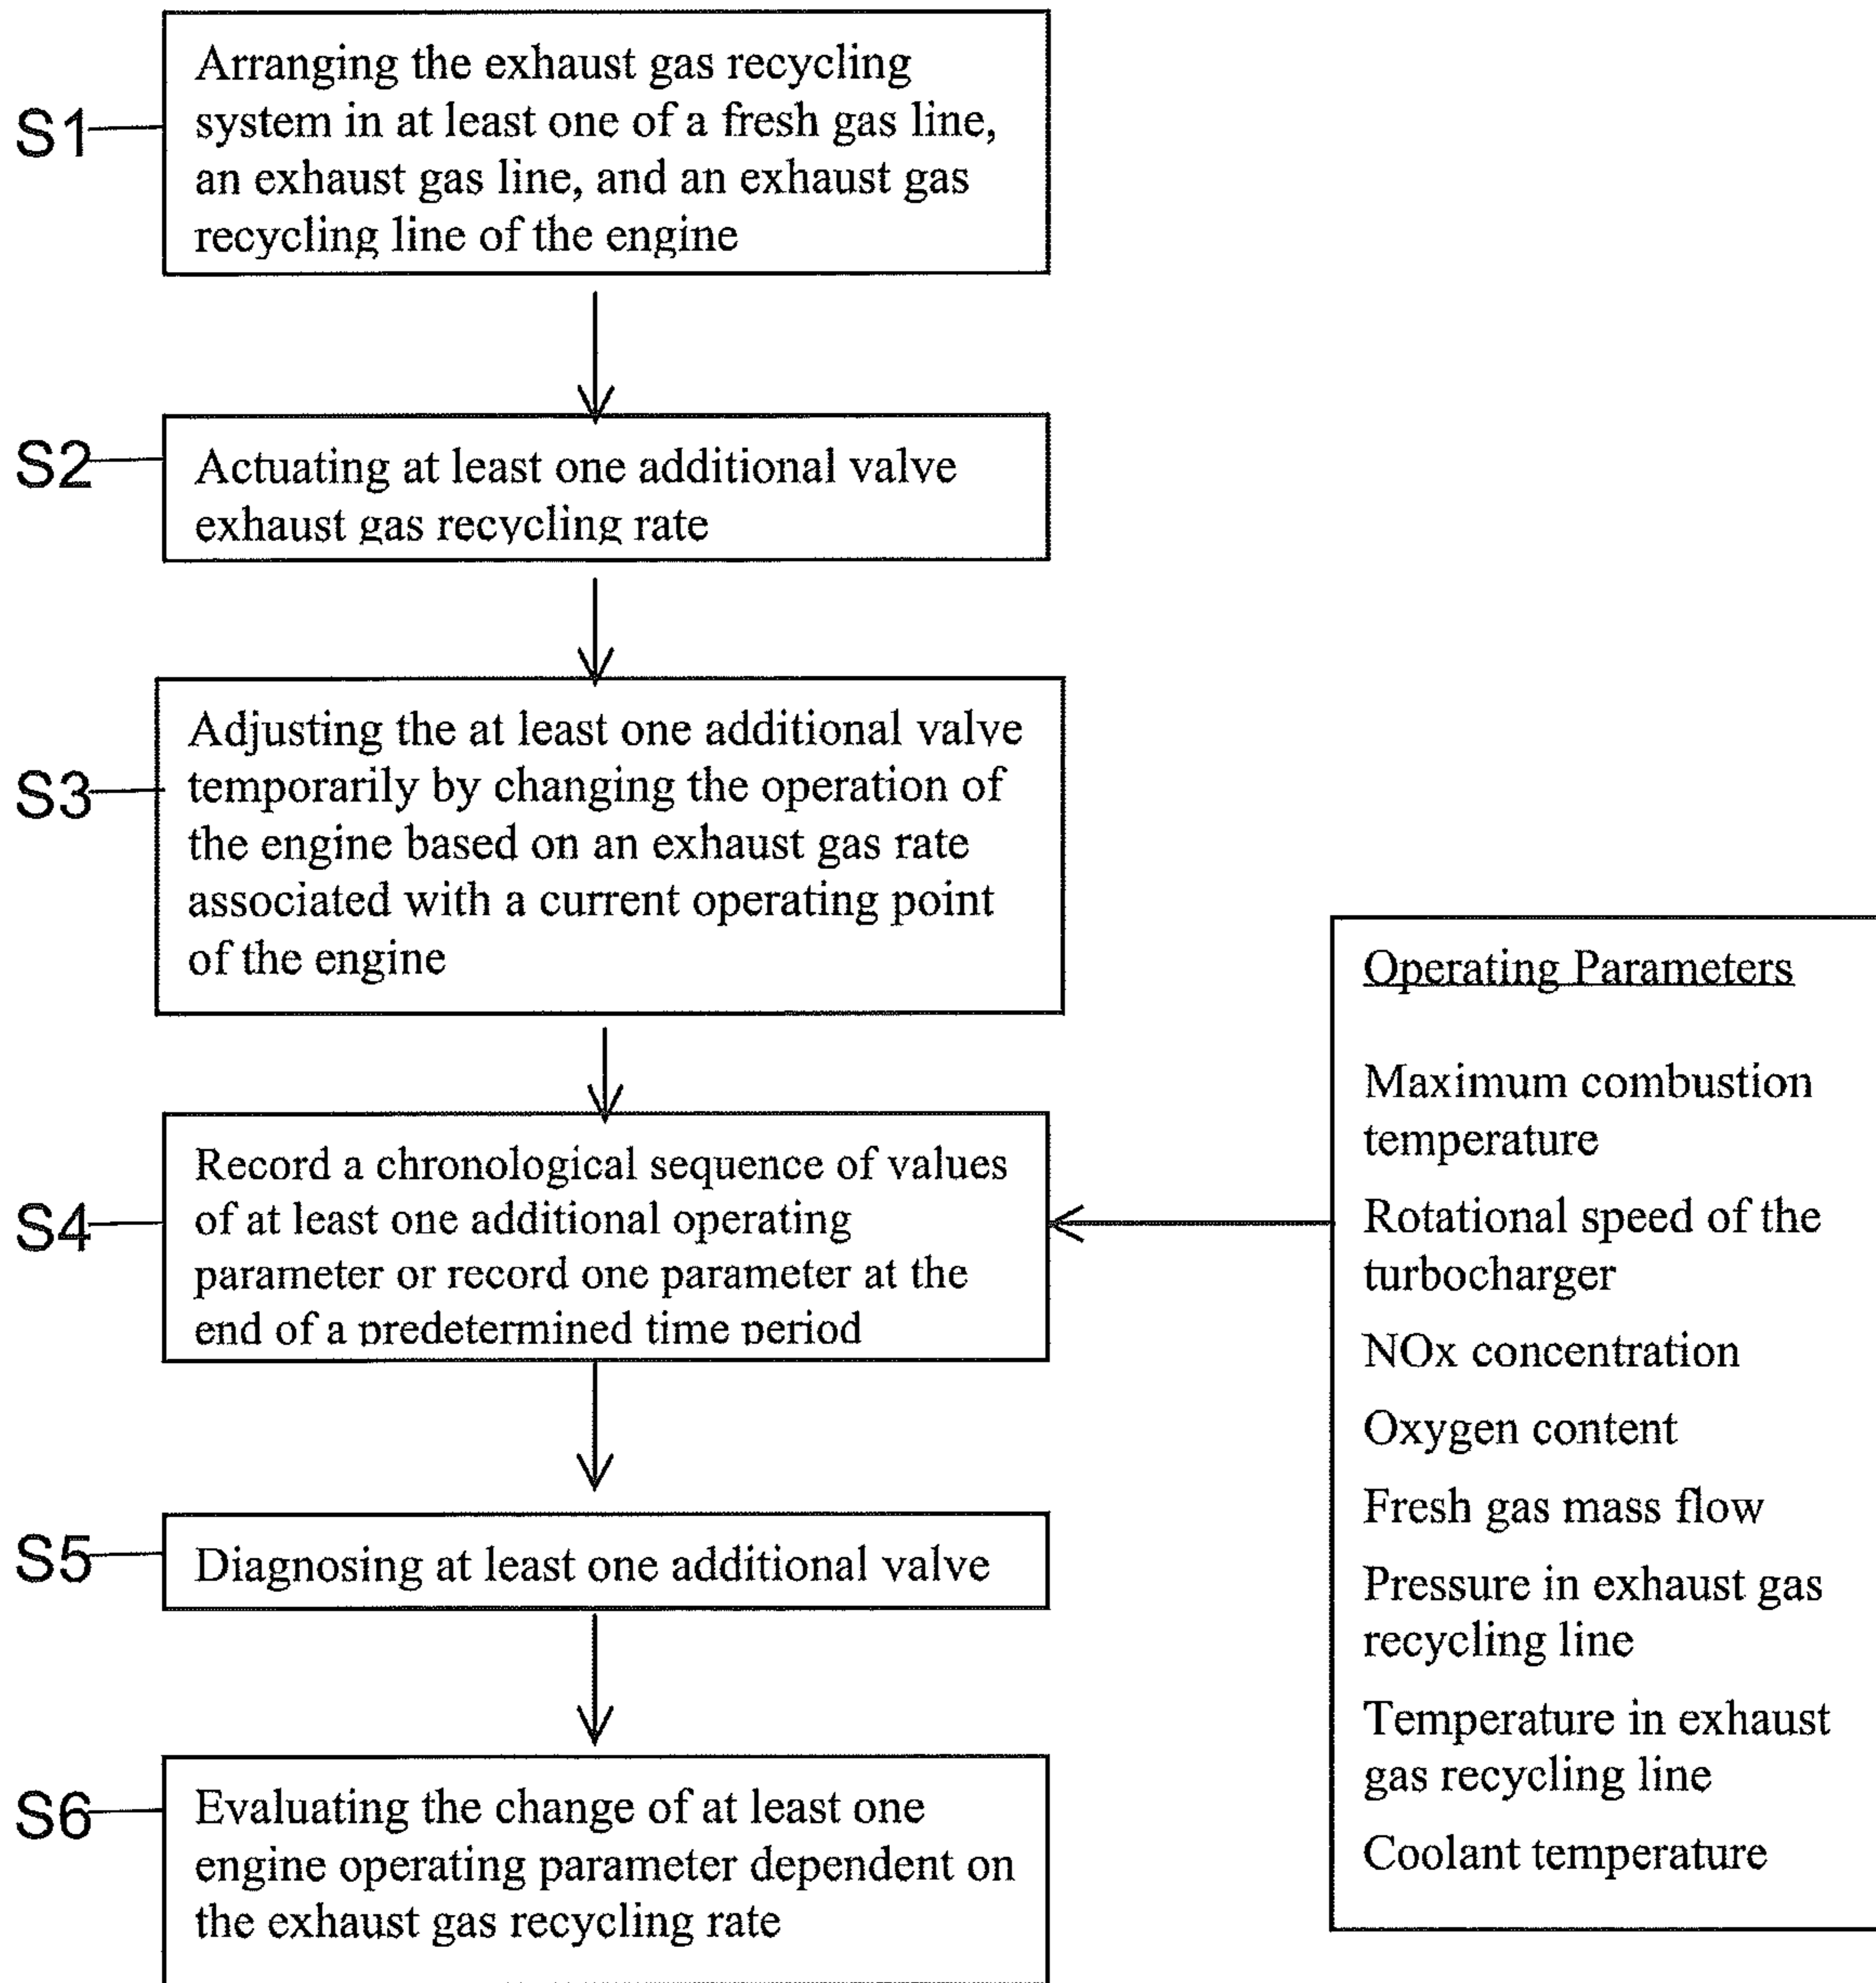 S1
Arranging the exhaust gas recycling
system in at least one of a fresh gas line,
an exhaust gas line, and an exhaust gas
recycling line of the engine
S2
Actuating at least one additional valve
exhaust gas recycling rate
S3
Adjusting the at least one additional valve
temporarily by changing the operation of
the engine based on an exhaust gas rate
associated with a current operating point
of the engine
S4
Record a chronological sequence of values
of at least one additional operating
parameter or record one parameter at the
end of a predetermined time period
S5
Diagnosing at least one additional valve
S6
Evaluating the change of at least one
engine operating parameter dependent on
the exhaust gas recycling rate
Operating Parameters
Maximum combustion
temperature
Rotational speed of the
turbocharger
NOx concentration
Oxygen content
Fresh gas mass flow
Pressure in exhaust gas
recycling line
Temperature in exhaust
gas recycling line
Coolant temperature